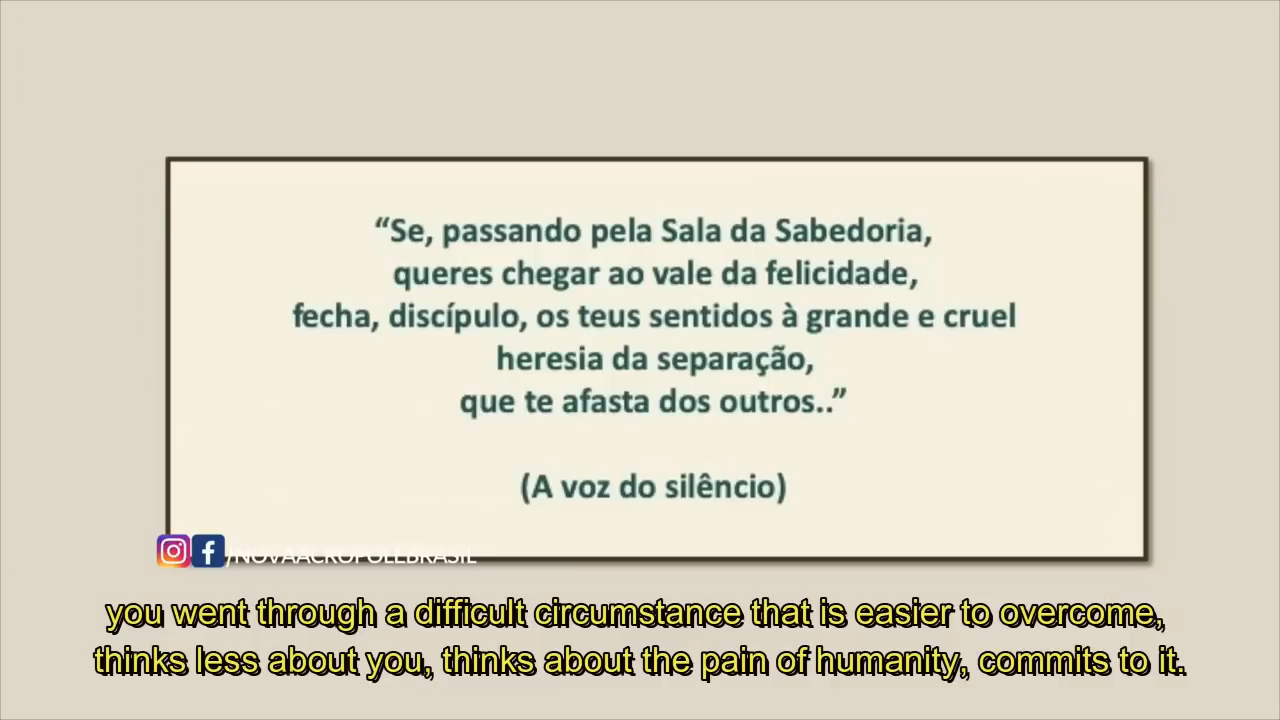 “Se, passando pela Sala da Sabedoria,
queres chegar ao vale da felicidade,
fecha, discípulo, os teus sentidos à grande e cruel
heresia da separação,
que te afasta dos outros..”
(A voz do silêncio)
/NOVAACROPOLEBRASIL
you went through a difficult circumstance that is easier to overcome,
thinks less about you, thinks about the pain of humanity, commits to it.